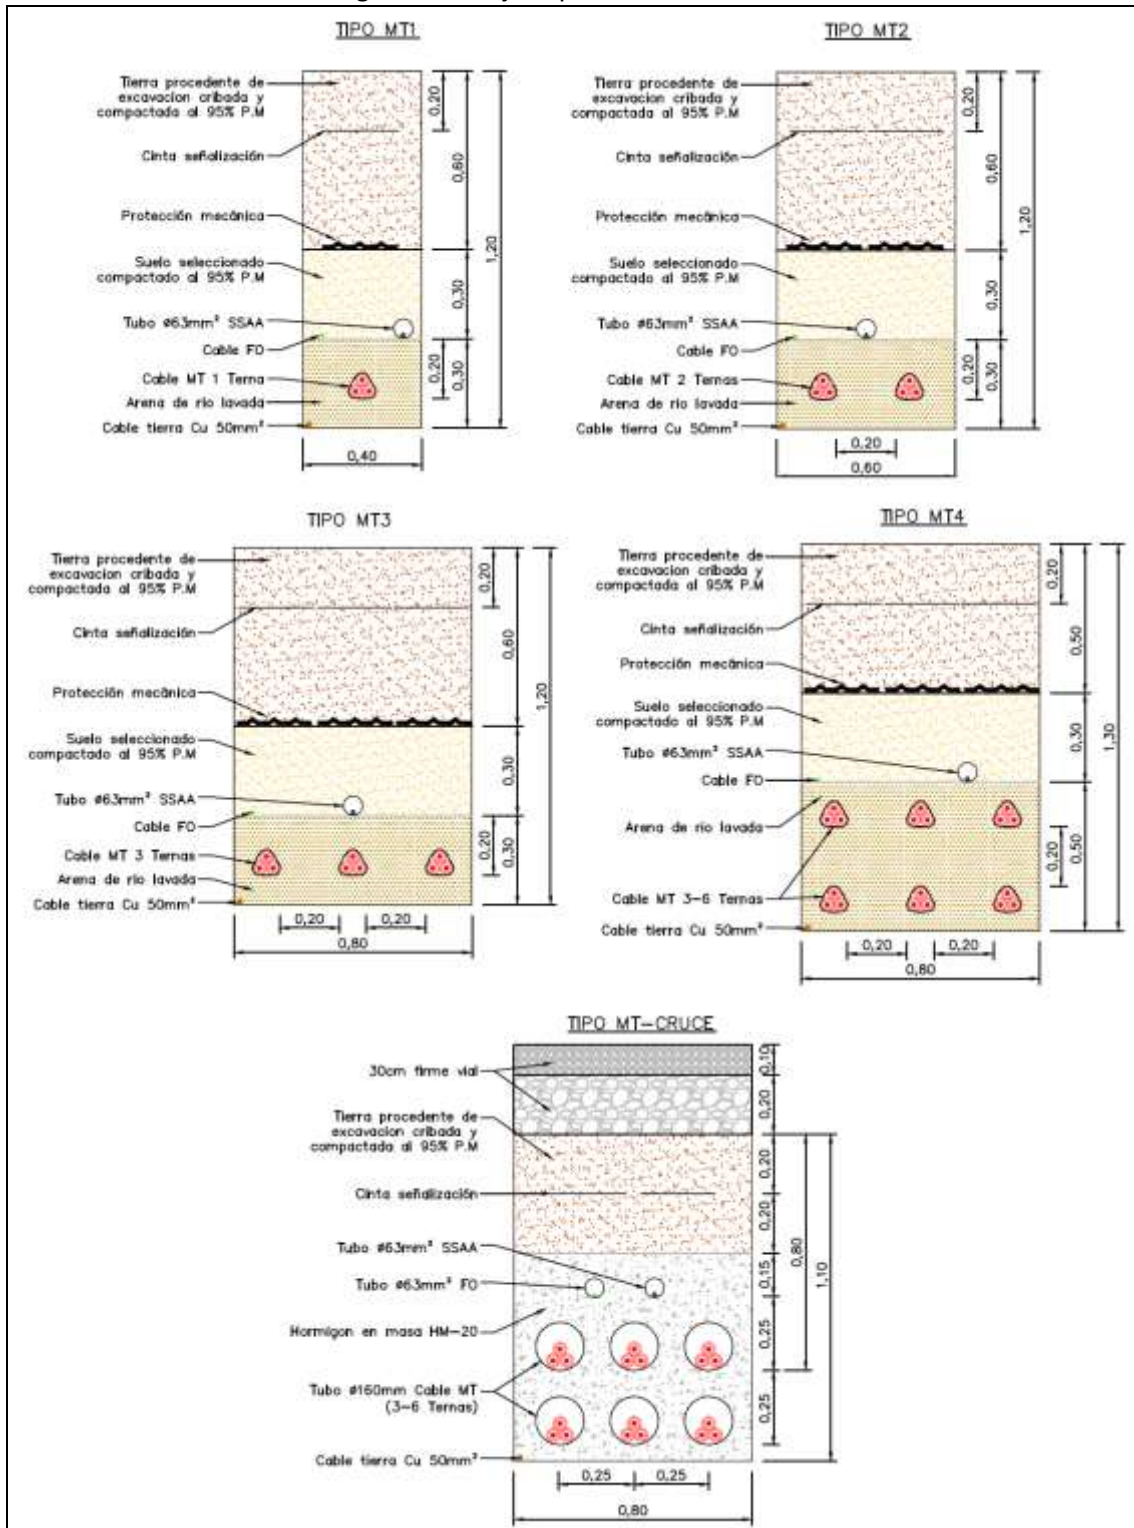 TIPO MT1
Tierra procedente de
excavacion cribada y
compactada al 95% P.M
Cinta señalización
Protección mecánica
Suelo seleccionado
compactado al 95% P.M
Tubo ø63mm² SSAA
Cable FO
Cable MT 1 Terna
Arena de rio lavada
Cable tierra Cu 50mm²
0,20
0,60
1,20
0,30
0,20
0,30
0,40
TIPO MT2
Tierra procedente de
excavacion cribada y
compactada al 95% P.M
Cinta señalización
Protección mecánica
Suelo seleccionado
compactado al 95% P.M
Tubo ø63mm² SSAA
Cable FO
Cable MT 2 Ternas
Arena de rio lavada
Cable tierra Cu 50mm²
0,20
0,60
1,20
0,30
0,20
0,30
0,20
0,60
TIPO MT3
Tierra procedente de
excavacion cribada y
compactada al 95% P.M
Cinta señalización
Protección mecánica
Suelo seleccionado
compactado al 95% P.M
Tubo ø63mm² SSAA
Cable FO
Cable MT 3 Ternas
Arena de rio lavada
Cable tierra Cu 50mm²
0,20
0,60
1,20
0,30
0,20
0,30
0,20
0,20
0,80
TIPO MT4
Tierra procedente de
excavacion cribada y
compactada al 95% P.M
Cinta señalización
Protección mecánica
Suelo seleccionado
compactado al 95% P.M
Tubo ø63mm² SSAA
Cable FO
Arena de rio lavada
Cable MT 3-6 Ternas
Cable tierra Cu 50mm²
0,20
0,50
1,30
0,30
0,20
0,50
0,20
0,20
0,80
TIPO MT-CRUCE
30cm firme vial
Tierra procedente de
excavacion cribada y
compactada al 95% P.M
Cinta señalización
Tubo ø63mm² SSAA
Tubo ø63mm² FO
Hormigon en masa HM-20
Tubo ø160mm Cable MT
(3-6 Ternas)
Cable tierra Cu 50mm²
0,10
0,20
0,20
0,20
0,15
0,25
0,25
0,80
1,10
0,25
0,25
0,80